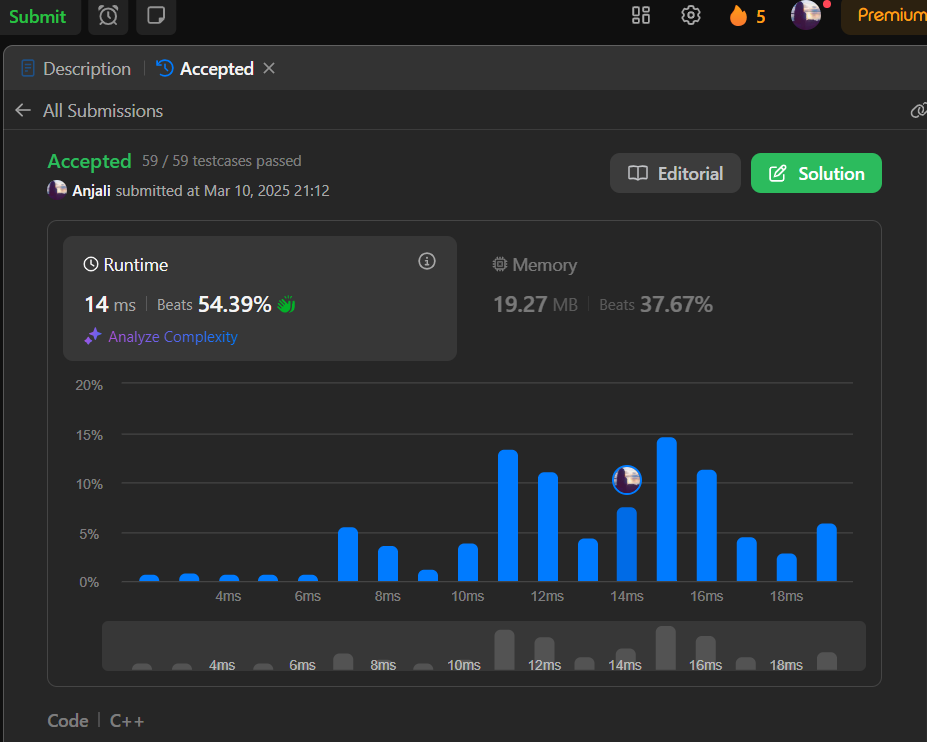 Submit 5 Premium
Description Accepted
All Submissions
Accepted 59 / 59 testcases passed
Anjali submitted at Mar 10, 2025 21:12
Editorial Solution
Runtime
14 ms Beats 54.39%
Analyze Complexity
Memory
19.27 MB Beats 37.67%
20%
15%
10%
5%
0%
4ms 6ms 8ms 10ms 12ms 14ms 16ms 18ms
4ms 6ms 8ms 10ms 12ms 14ms 16ms 18ms
Code C++